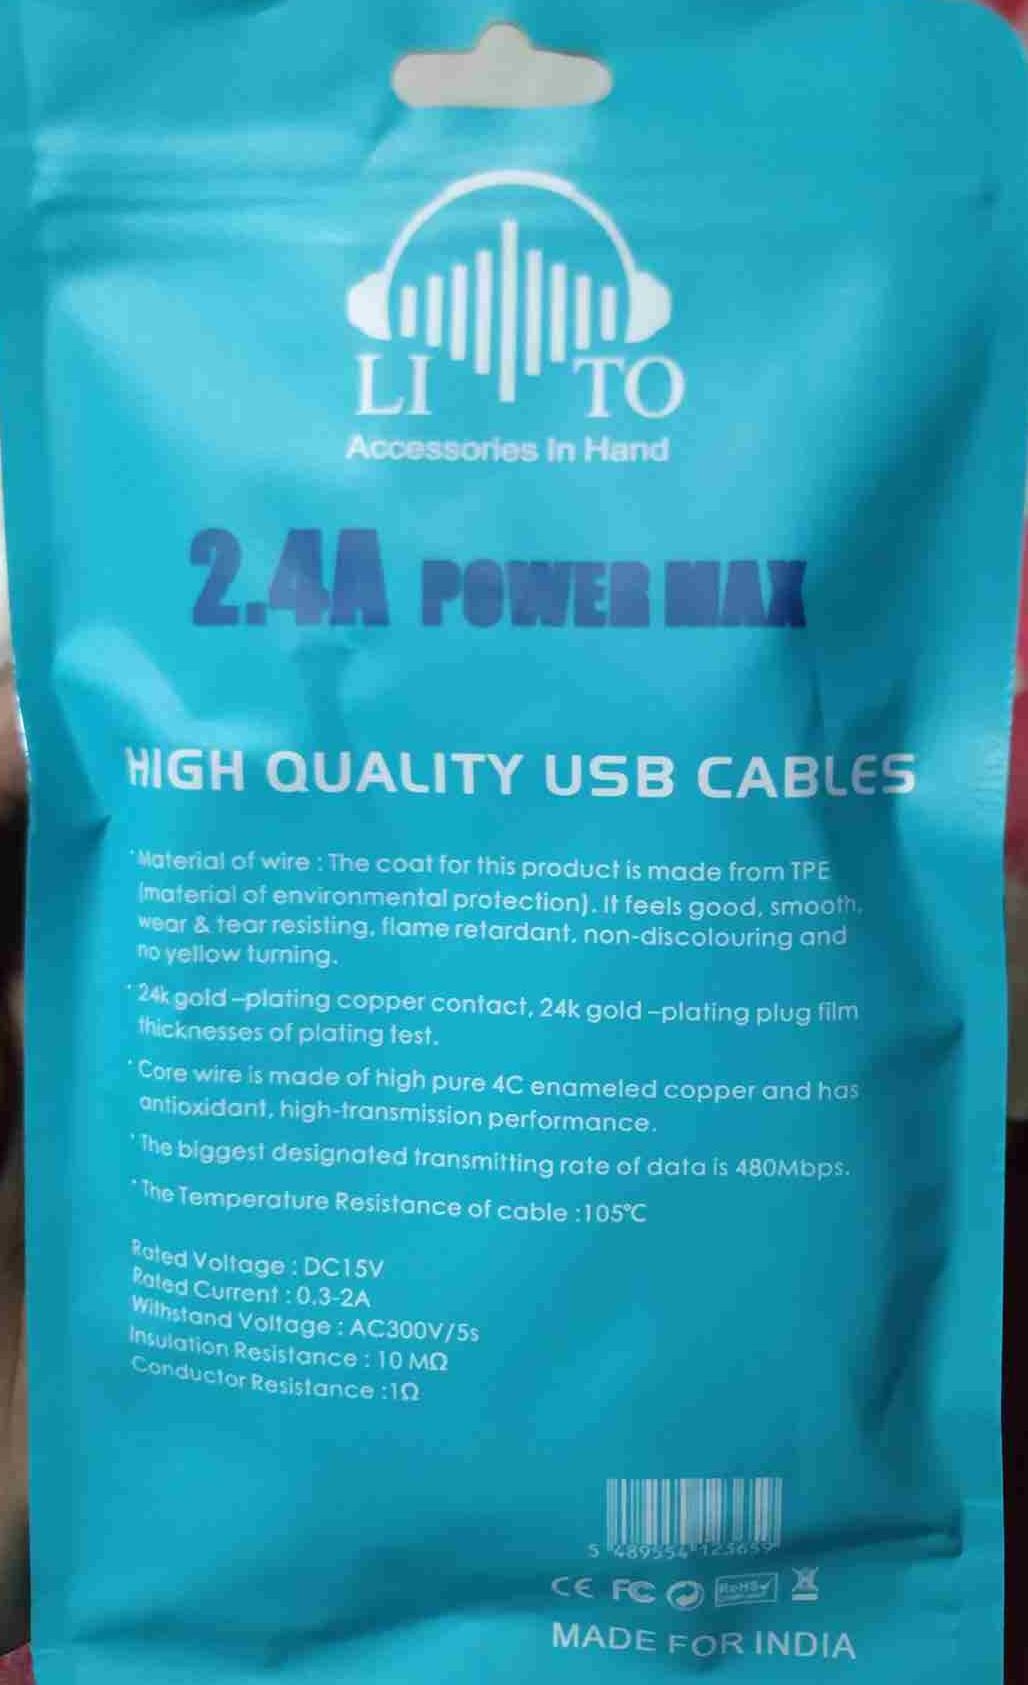 LITO
Accessories In Hand
2.4A POWER MAX
HIGH QUALITY USB CABLES
*Material of wire : The coat for this product is made from TPE
(material of environmental protection). It feels good, smooth,
wear & tear resisting, flame retardant, non-discolouring and
no yellow turning.
*24k gold –plating copper contact, 24k gold –plating plug film
thicknesses of plating test.
*Core wire is made of high pure 4C enameled copper and has
antioxidant, high-transmission performance.
*The biggest designated transmitting rate of data is 480Mbps.
*The Temperature Resistance of cable :105℃
Rated Voltage : DC15V
Rated Current : 0.3-2A
Withstand Voltage : AC300V/5s
Insulation Resistance : 10 MΩ
Conductor Resistance :1Ω
5 489554 123659
CE FC RoHS
MADE FOR INDIA